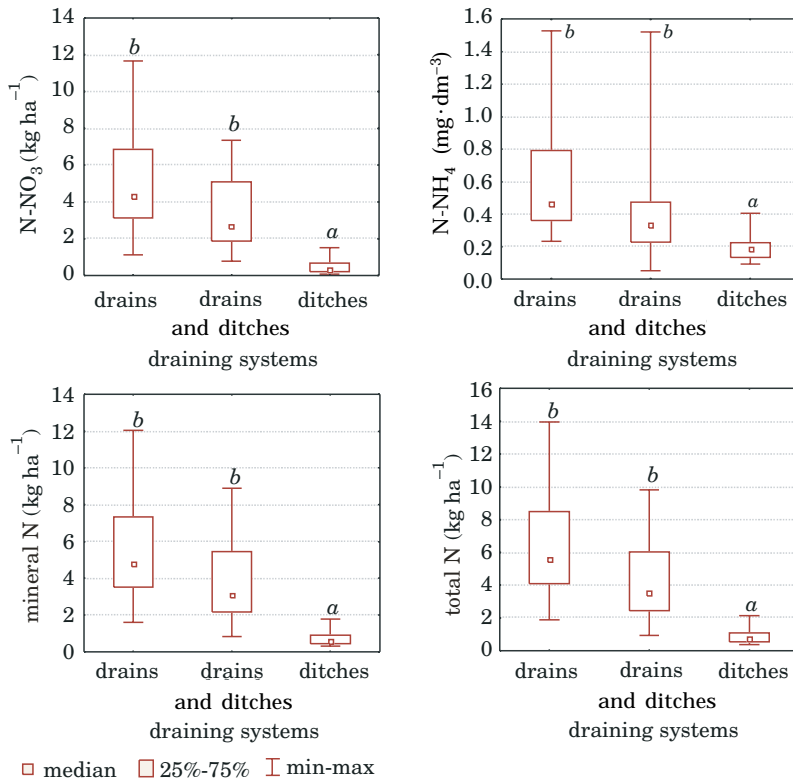 N-NO₃ (kg ha⁻¹)
14
12
10
8
6
4
2
0
b
b
a
drains
drains
ditches
and ditches
draining systems
N-NH₄ (mg·dm⁻³)
1.6
1.4
1.2
1.0
0.8
0.6
0.4
0.2
0.0
b
b
a
drains
drains
ditches
and ditches
draining systems
mineral N (kg ha⁻¹)
14
12
10
8
6
4
2
0
b
b
a
drains
drains
ditches
and ditches
draining systems
total N (kg ha⁻¹)
16
14
12
10
8
6
4
2
0
b
b
a
drains
drains
ditches
and ditches
draining systems
median 25%-75% min-max